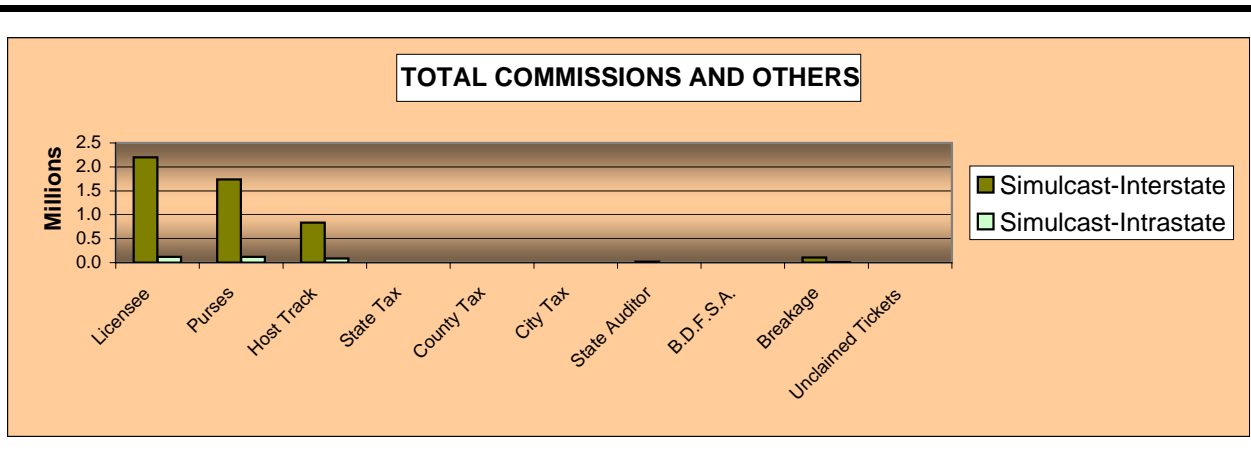 TOTAL COMMISSIONS AND OTHERS
Millions
2.5
2.0
1.5
1.0
0.5
0.0
Licensee
Purses
Host Track
State Tax
County Tax
City Tax
State Auditor
B.D.F.S.A.
Breakage
Unclaimed Tickets
Simulcast-Interstate
Simulcast-Intrastate